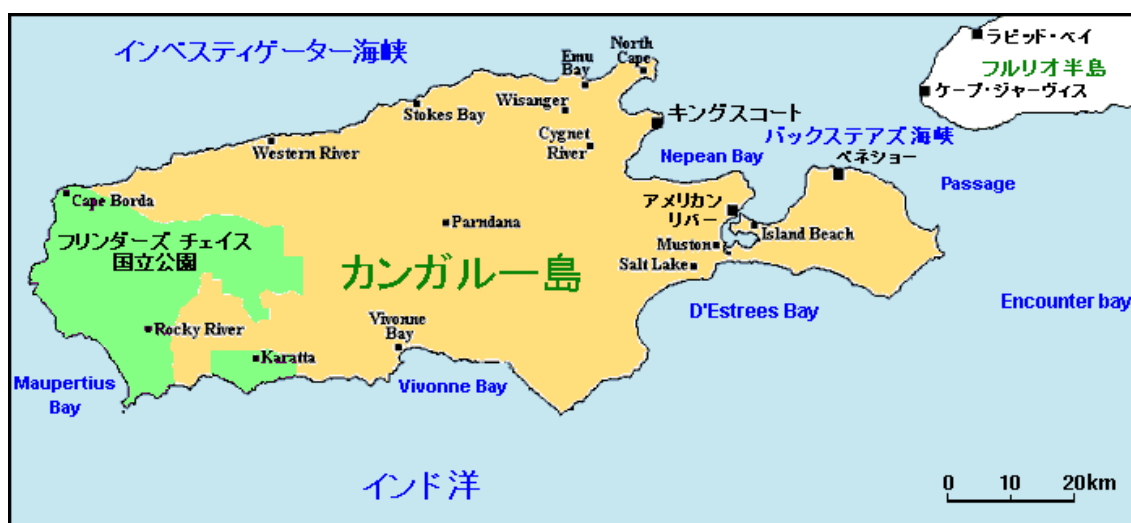 インベスティゲーター海峡
North
Cape
Emu
Bay
ラピッド・ベイ
フルリオ半島
ケープ・ジャーヴィス
Wisanger
Stokes Bay
キングスコート
Cygnet
River
バックステアズ海峡
Western River
Nepean Bay
ペネショー
Passage
Cape Borda
アメリカン
リバー
Parndana
Island Beach
フリンダーズ チェイス
国立公園
Muston
カンガルー島
Salt Lake
D'Estrees Bay
Encounter bay
Rocky River
Vivonne
Bay
Karatta
Maupertius
Bay
Vivonne Bay
インド洋
0 10 20km